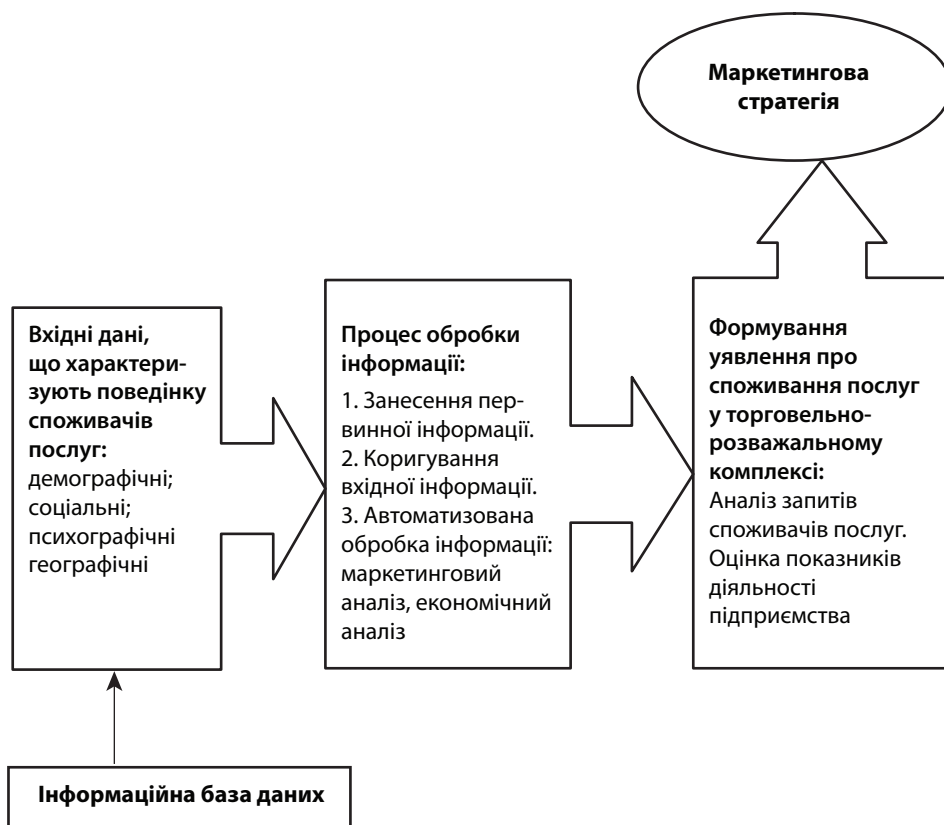 Маркетингова
стратегія
Вхідні дані,
що характери-
зують поведінку
споживачів
послуг:
демографічні;
соціальні;
психографічні
географічні
Процес обробки
інформації:
1. Занесення пер-
винної інформації.
2. Коригування
вхідної інформації.
3. Автоматизована
обробка інформації:
маркетинговий
аналіз, економічний
аналіз
Формування
уявлення про
споживання послуг
у торговельно-
розважальному
комплексі:
Аналіз запитів
споживачів послуг.
Оцінка показників
діяльності
підприємства
Інформаційна база даних